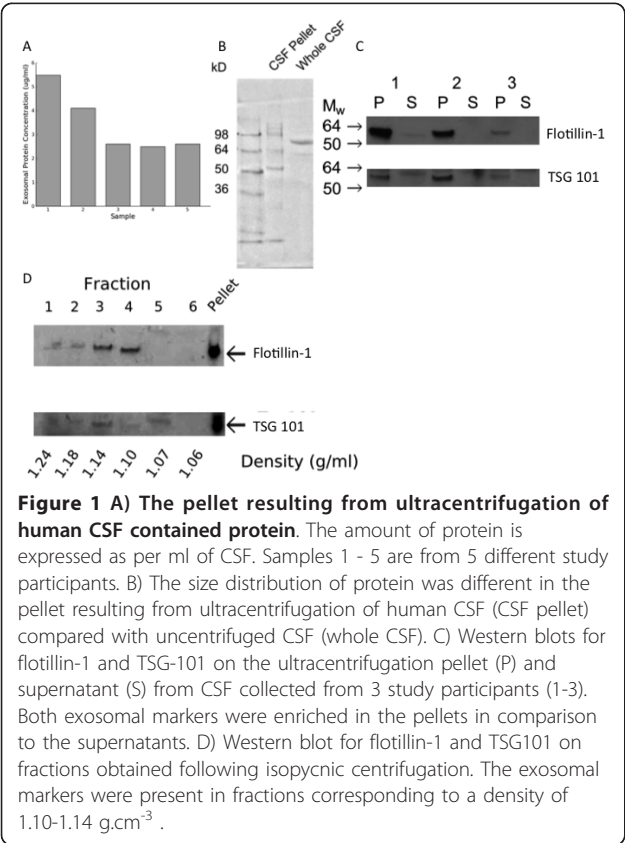 A
Exosomal Protein Concentration (ug/ml)
6
5
4
3
2
1
0
1 2 3 4 5
Sample
B
kD
CSF Pellet
Whole CSF
98
64
50
36
C
1 2 3
Mw P S P S P S
64 →
50 →
Flotillin-1
64 →
50 →
TSG 101
D
Fraction
1 2 3 4 5 6 Pellet
← Flotillin-1
← TSG 101
1.24 1.18 1.14 1.10 1.07 1.06 Density (g/ml)
Figure 1 A) The pellet resulting from ultracentrifugation of
human CSF contained protein. The amount of protein is
expressed as per ml of CSF. Samples 1 - 5 are from 5 different study
participants. B) The size distribution of protein was different in the
pellet resulting from ultracentrifugation of human CSF (CSF pellet)
compared with uncentrifuged CSF (whole CSF). C) Western blots for
flotillin-1 and TSG-101 on the ultracentrifugation pellet (P) and
supernatant (S) from CSF collected from 3 study participants (1-3).
Both exosomal markers were enriched in the pellets in comparison
to the supernatants. D) Western blot for flotillin-1 and TSG101 on
fractions obtained following isopycnic centrifugation. The exosomal
markers were present in fractions corresponding to a density of
1.10-1.14 g.cm-3 .